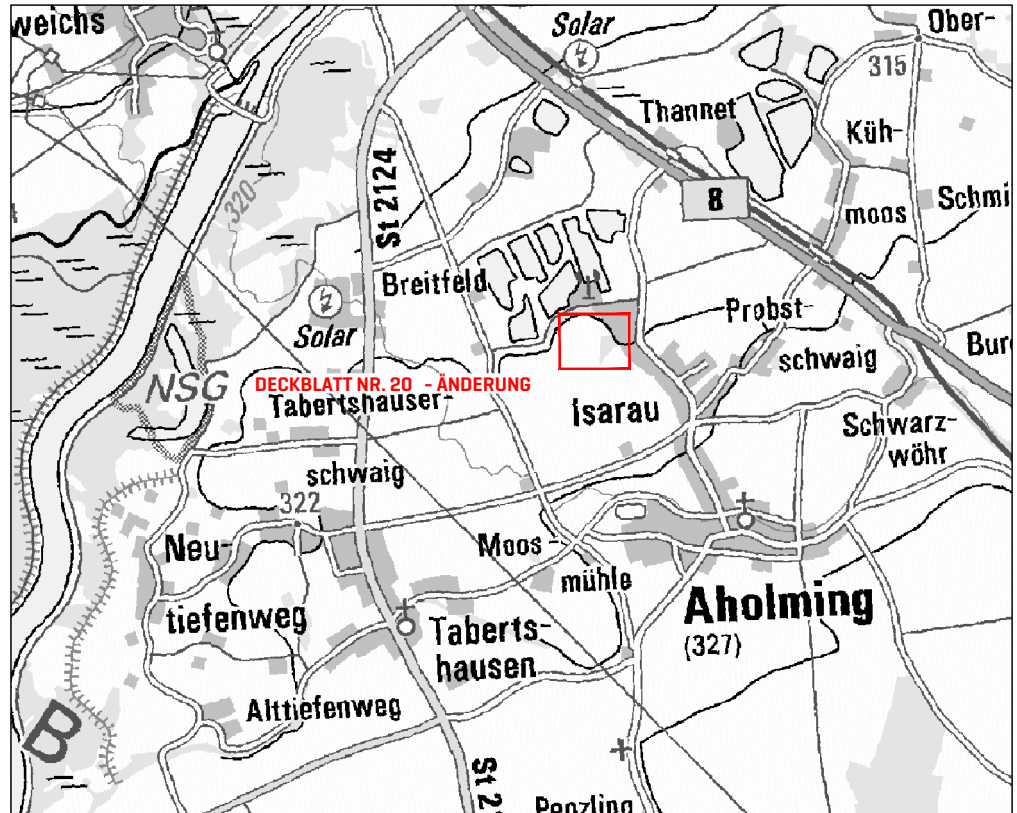 weichs
Solar
Ober-
315
Thannet
Küh-
St 2124
320
8
moos
Schmi
Breitfeld
Solar
Probst-
schwaig
Bur
NSG
DECKBLATT NR. 20 - ÄNDERUNG
Tabertshauser-
Isarau
schwaig
Schwarz-
wöhr
322
Neu-
Moos-
mühle
tiefenweg
Aholming
(327)
Taberts-
hausen
Alttiefenweg
B
St 2
Penzling